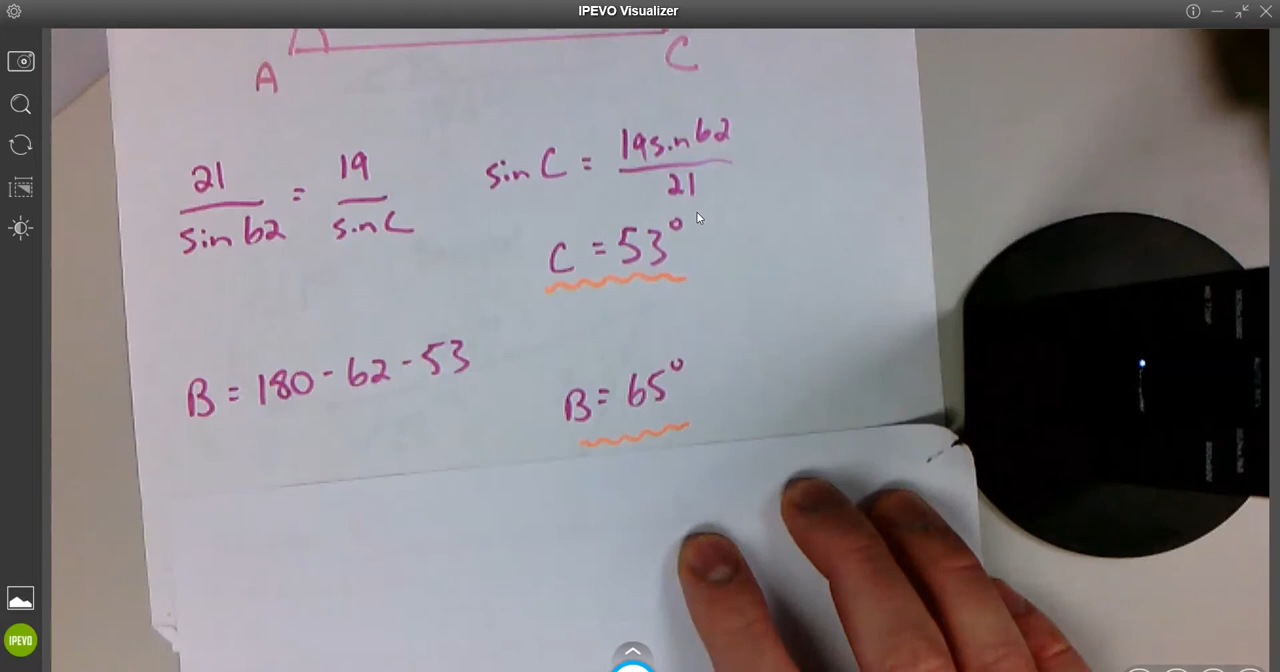 IPEVO Visualizer
A
C
21/sin 62 = 19/sin C
sin C = 19 sin 62/21
C = 53°
B = 180 - 62 - 53
B = 65°
IPEVO